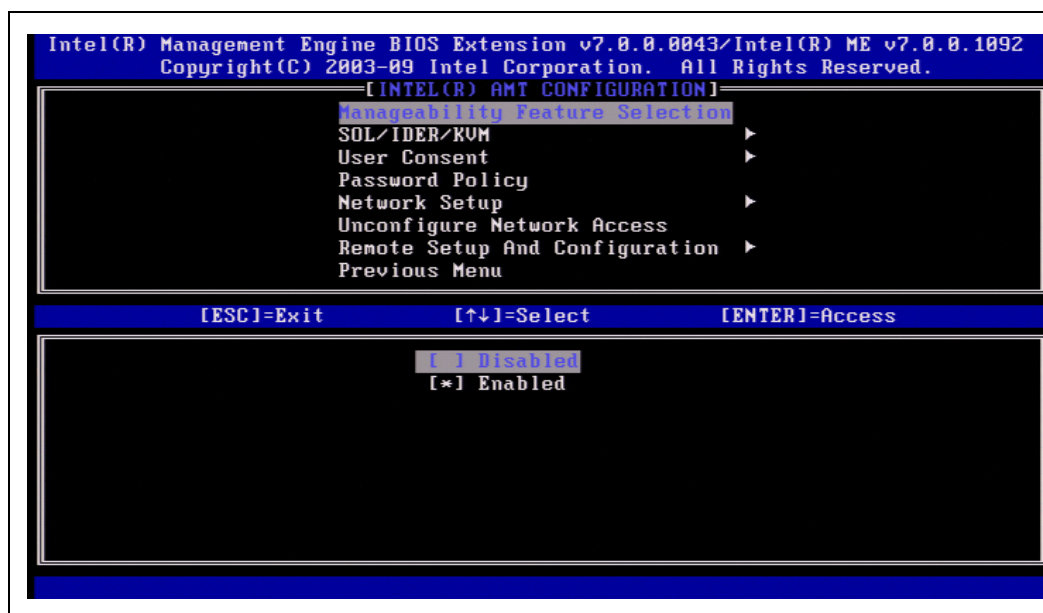 Intel(R) Management Engine BIOS Extension v7.0.0.0043/Intel(R) ME v7.0.0.1092
Copyright(C) 2003-09 Intel Corporation. All Rights Reserved.
[INTEL(R) AMT CONFIGURATION]
Manageability Feature Selection
SOL/IDER/KVM ►
User Consent ►
Password Policy
Network Setup ►
Unconfigure Network Access
Remote Setup And Configuration ►
Previous Menu
[ESC]=Exit [↑↓]=Select [ENTER]=Access
[ ] Disabled
[*] Enabled